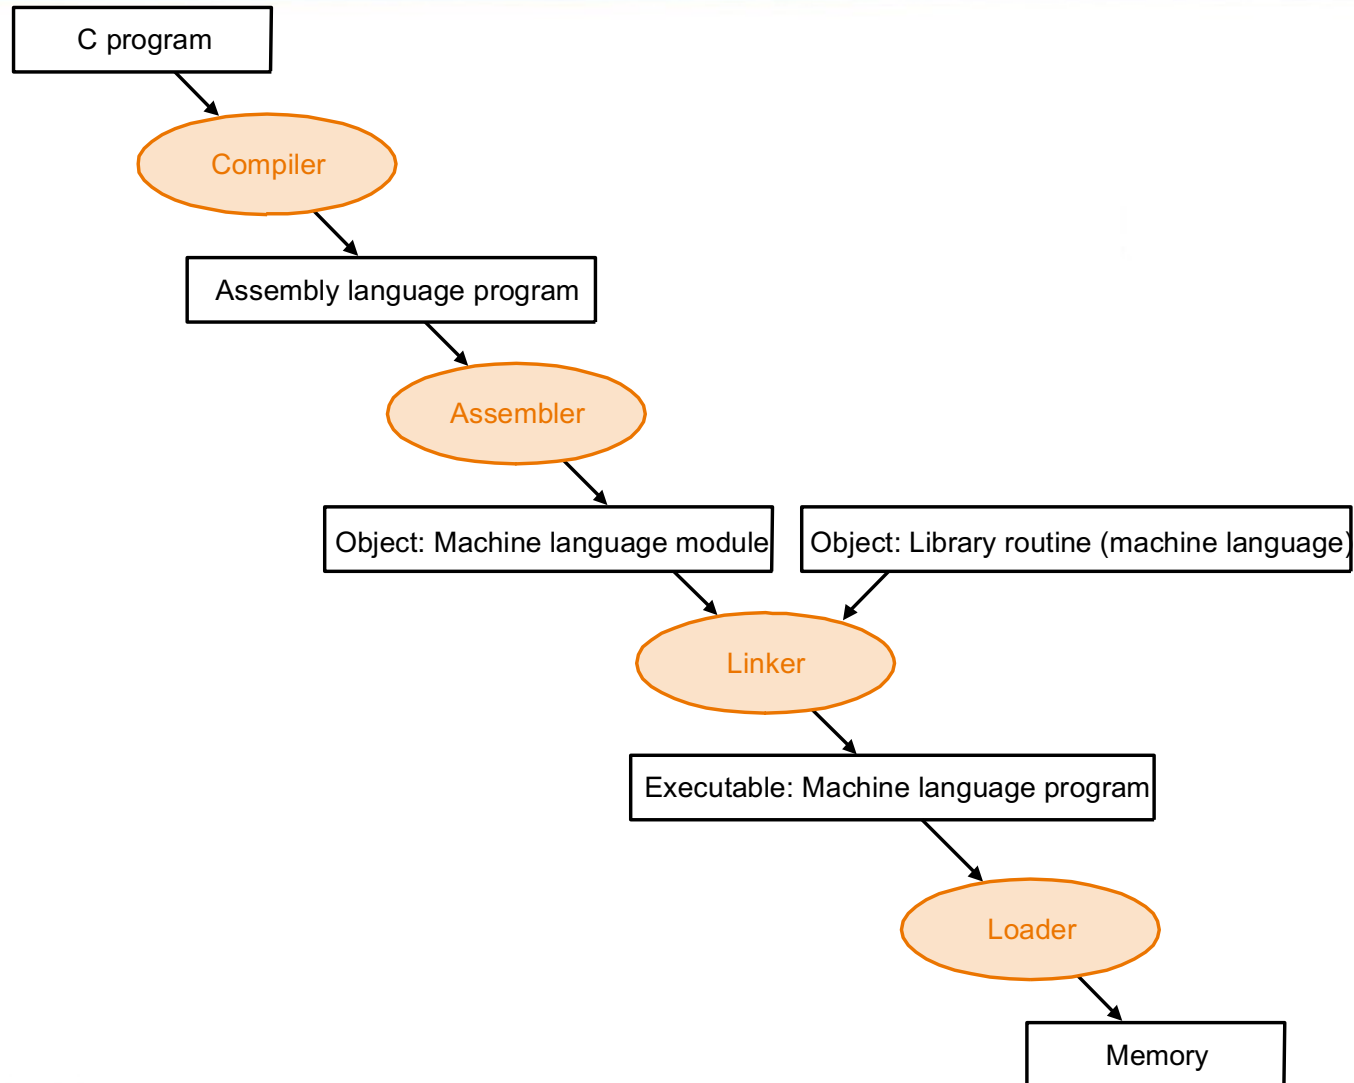 C program
Compiler
Assembly language program
Assembler
Object: Machine language module
Object: Library routine (machine language)
Linker
Executable: Machine language program
Loader
Memory